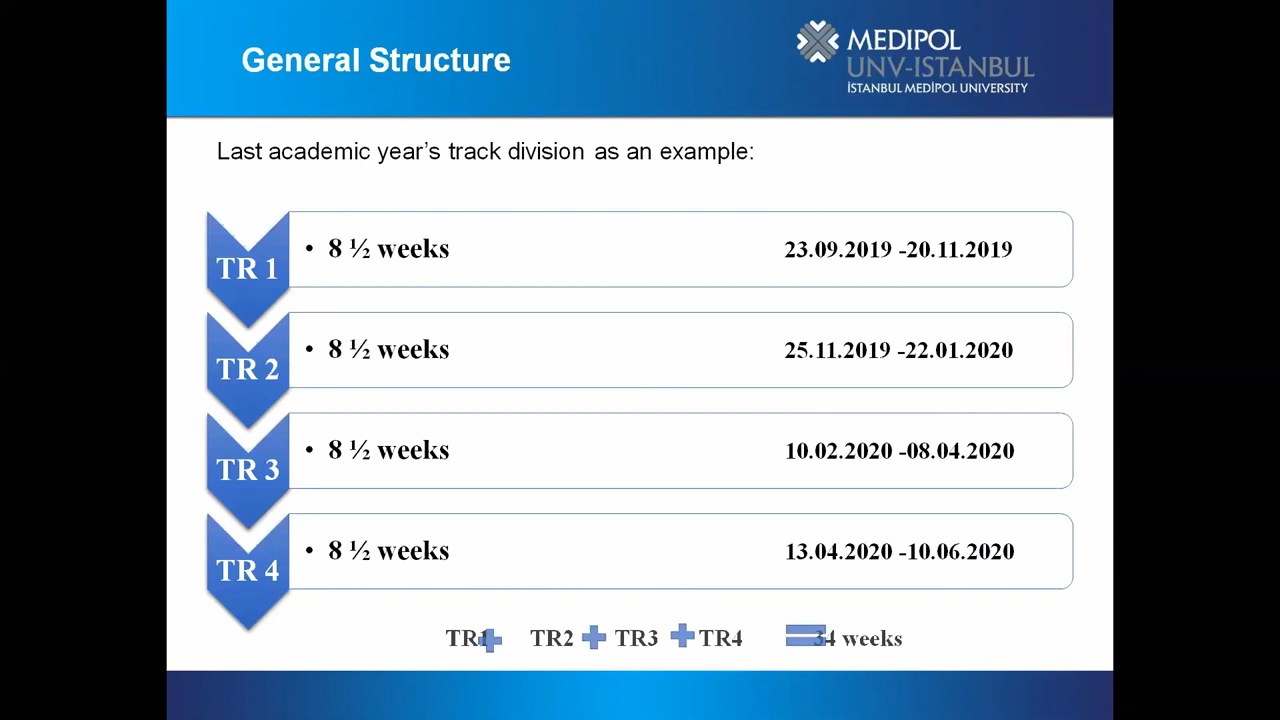 General Structure
MEDIPOL
UNV-ISTANBUL
İSTANBUL MEDİPOL UNIVERSITY
Last academic year’s track division as an example:
TR 1
• 8 ½ weeks 23.09.2019 -20.11.2019
TR 2
• 8 ½ weeks 25.11.2019 -22.01.2020
TR 3
• 8 ½ weeks 10.02.2020 -08.04.2020
TR 4
• 8 ½ weeks 13.04.2020 -10.06.2020
TR1 + TR2 + TR3 + TR4 = 34 weeks